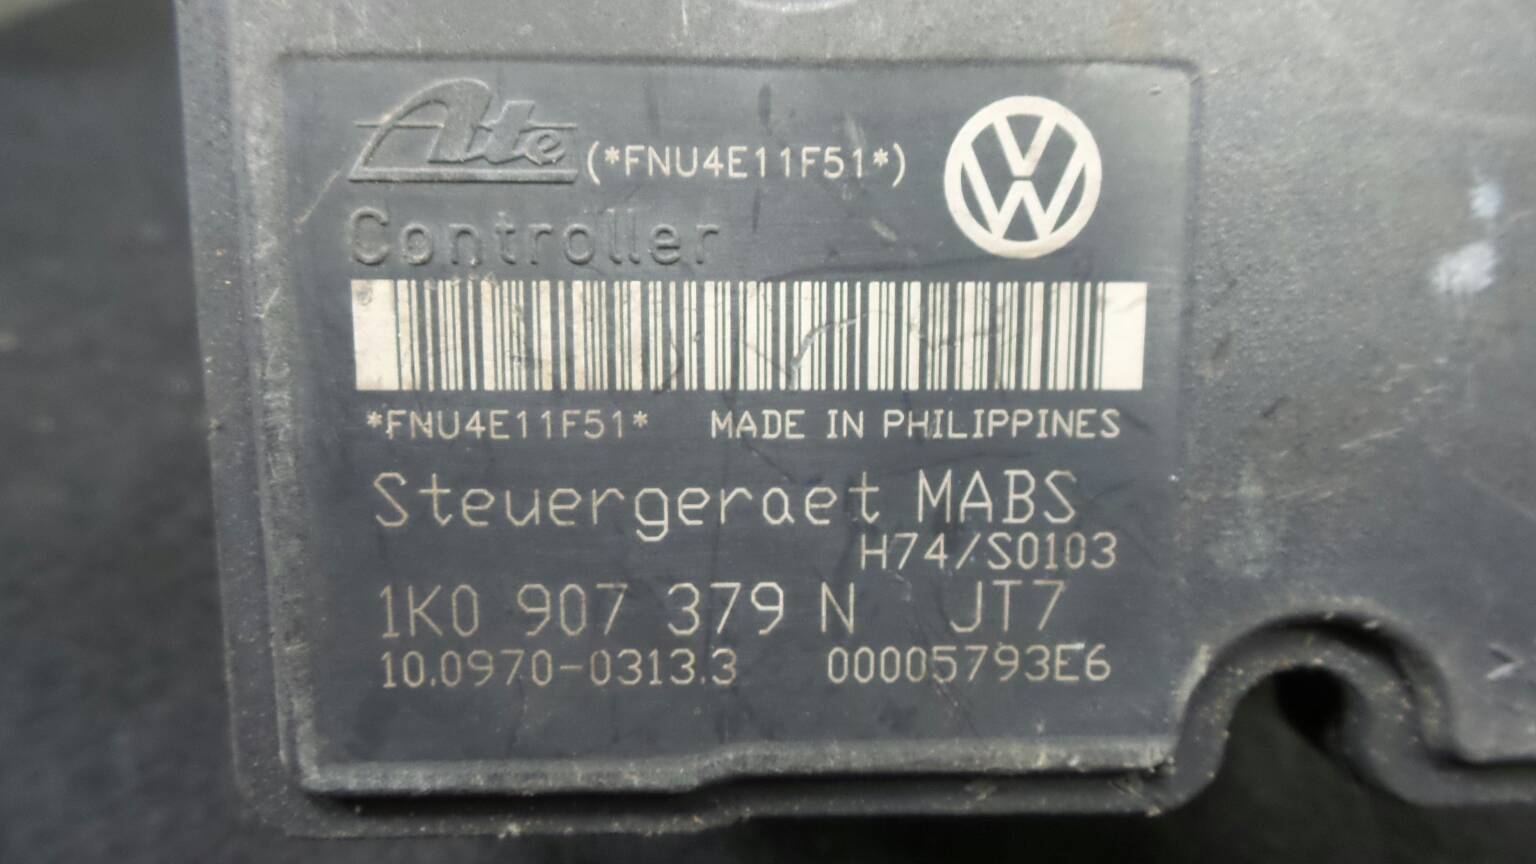 Ate (*FNU4E11F51*)
Controller
*FNU4E11F51* MADE IN PHILIPPINES
Steuergeraet MABS
H74/S0103
1K0 907 379 N JT7
10.0970-0313.3 00005793E6